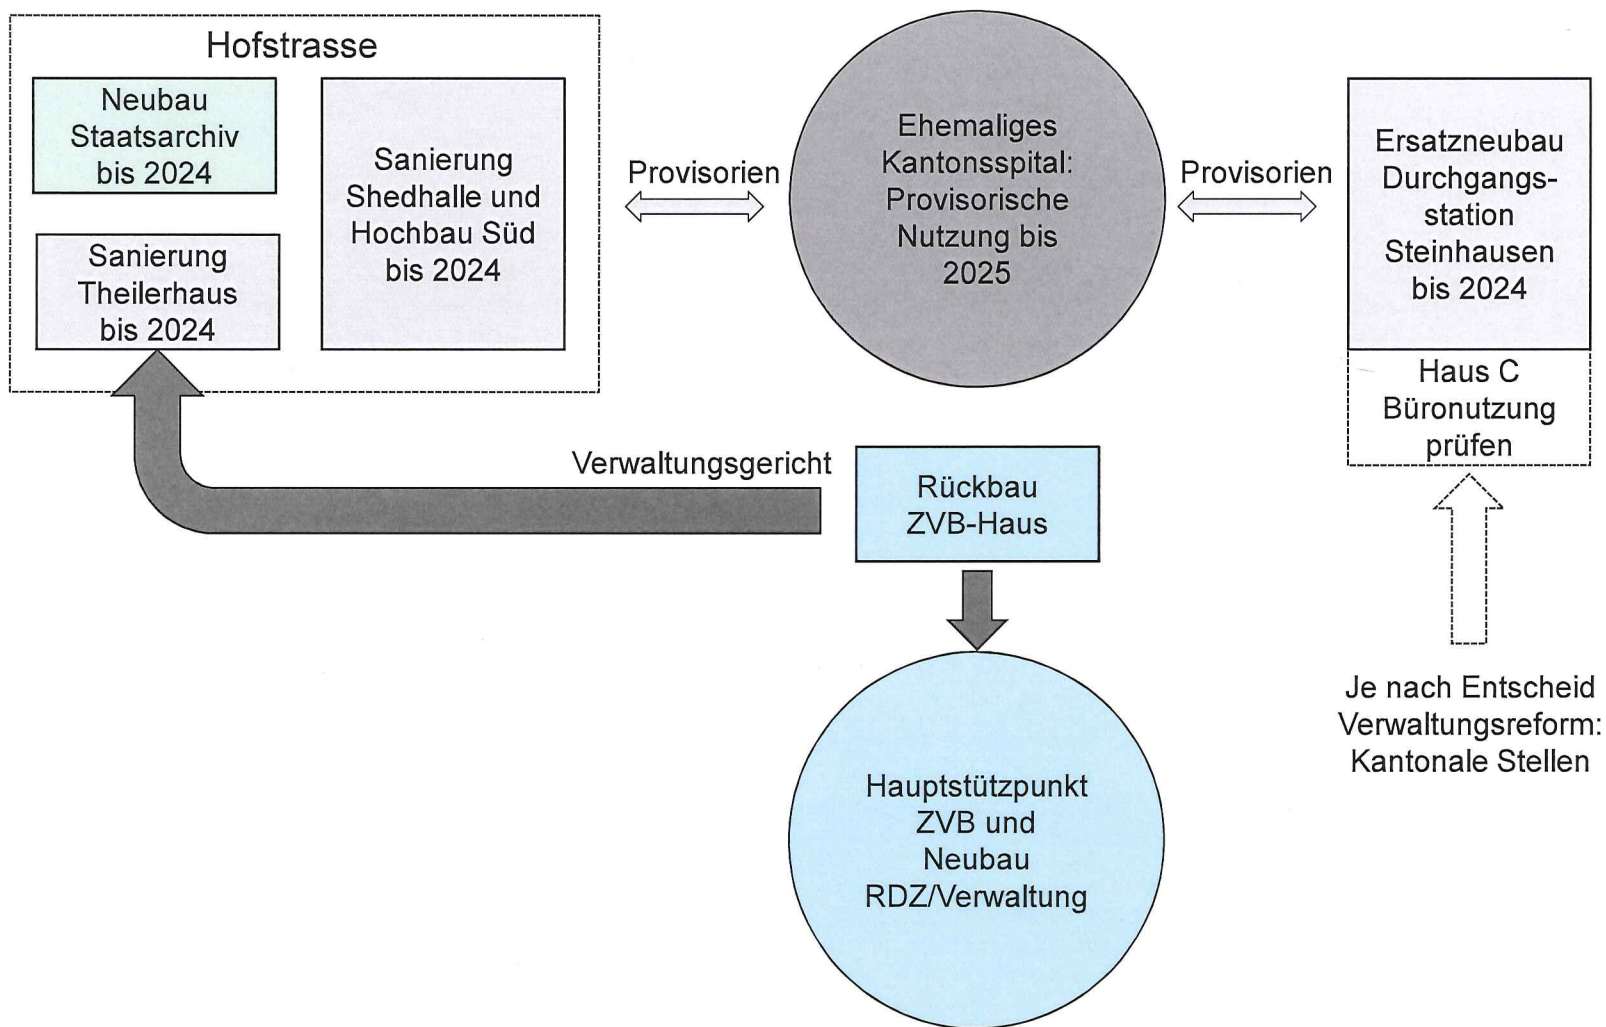 Hofstrasse
Neubau
Staatsarchiv
bis 2024
Sanierung
Shedhalle und
Hochbau Süd
bis 2024
Sanierung
Theilerhaus
bis 2024
Provisorien
Ehemaliges
Kantonsspital:
Provisorische
Nutzung bis
2025
Provisorien
Ersatzneubau
Durchgangs-
station
Steinhausen
bis 2024
Haus C
Büronutzung
prüfen
Verwaltungsgericht
Rückbau
ZVB-Haus
Je nach Entscheid
Verwaltungsreform:
Kantonale Stellen
Hauptstützpunkt
ZVB und
Neubau
RDZ/Verwaltung